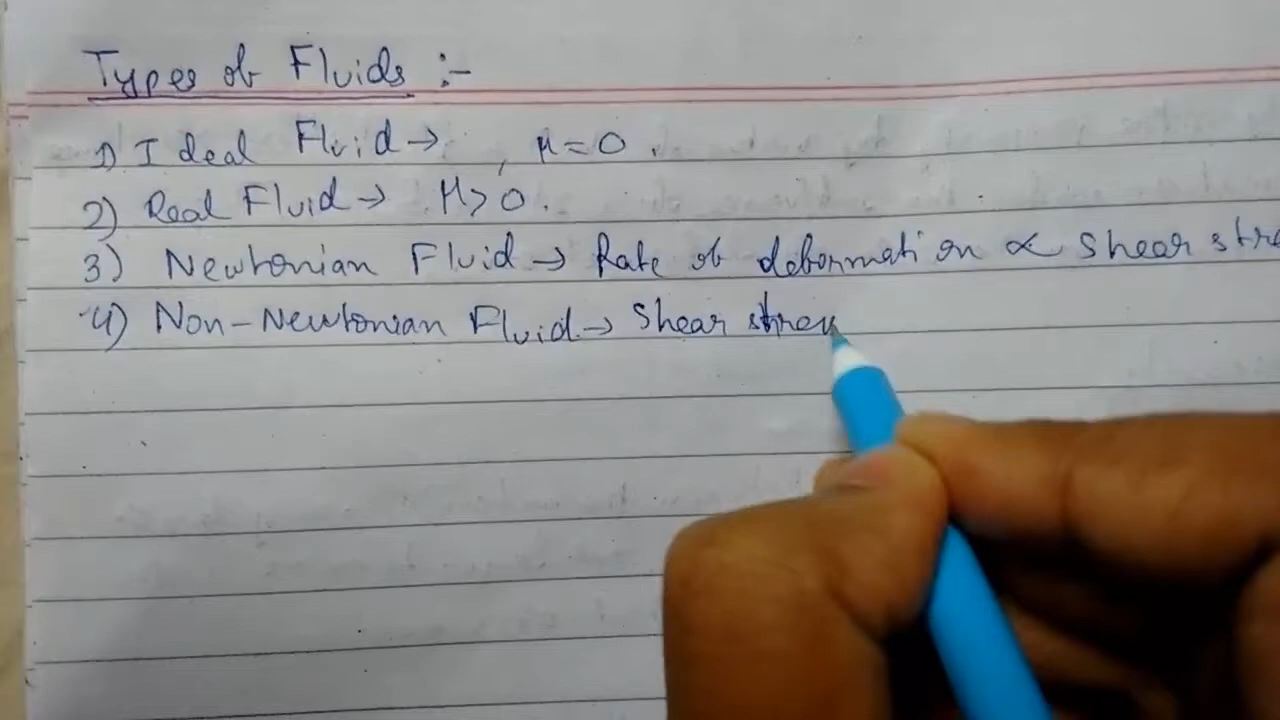 Types of Fluids :-
1) Ideal Fluid → , μ = 0 .
2) Real Fluid → μ > 0 .
3) Newtonian Fluid → Rate of deformation ∝ shear stre
4) Non-Newtonian Fluid → Shear stres